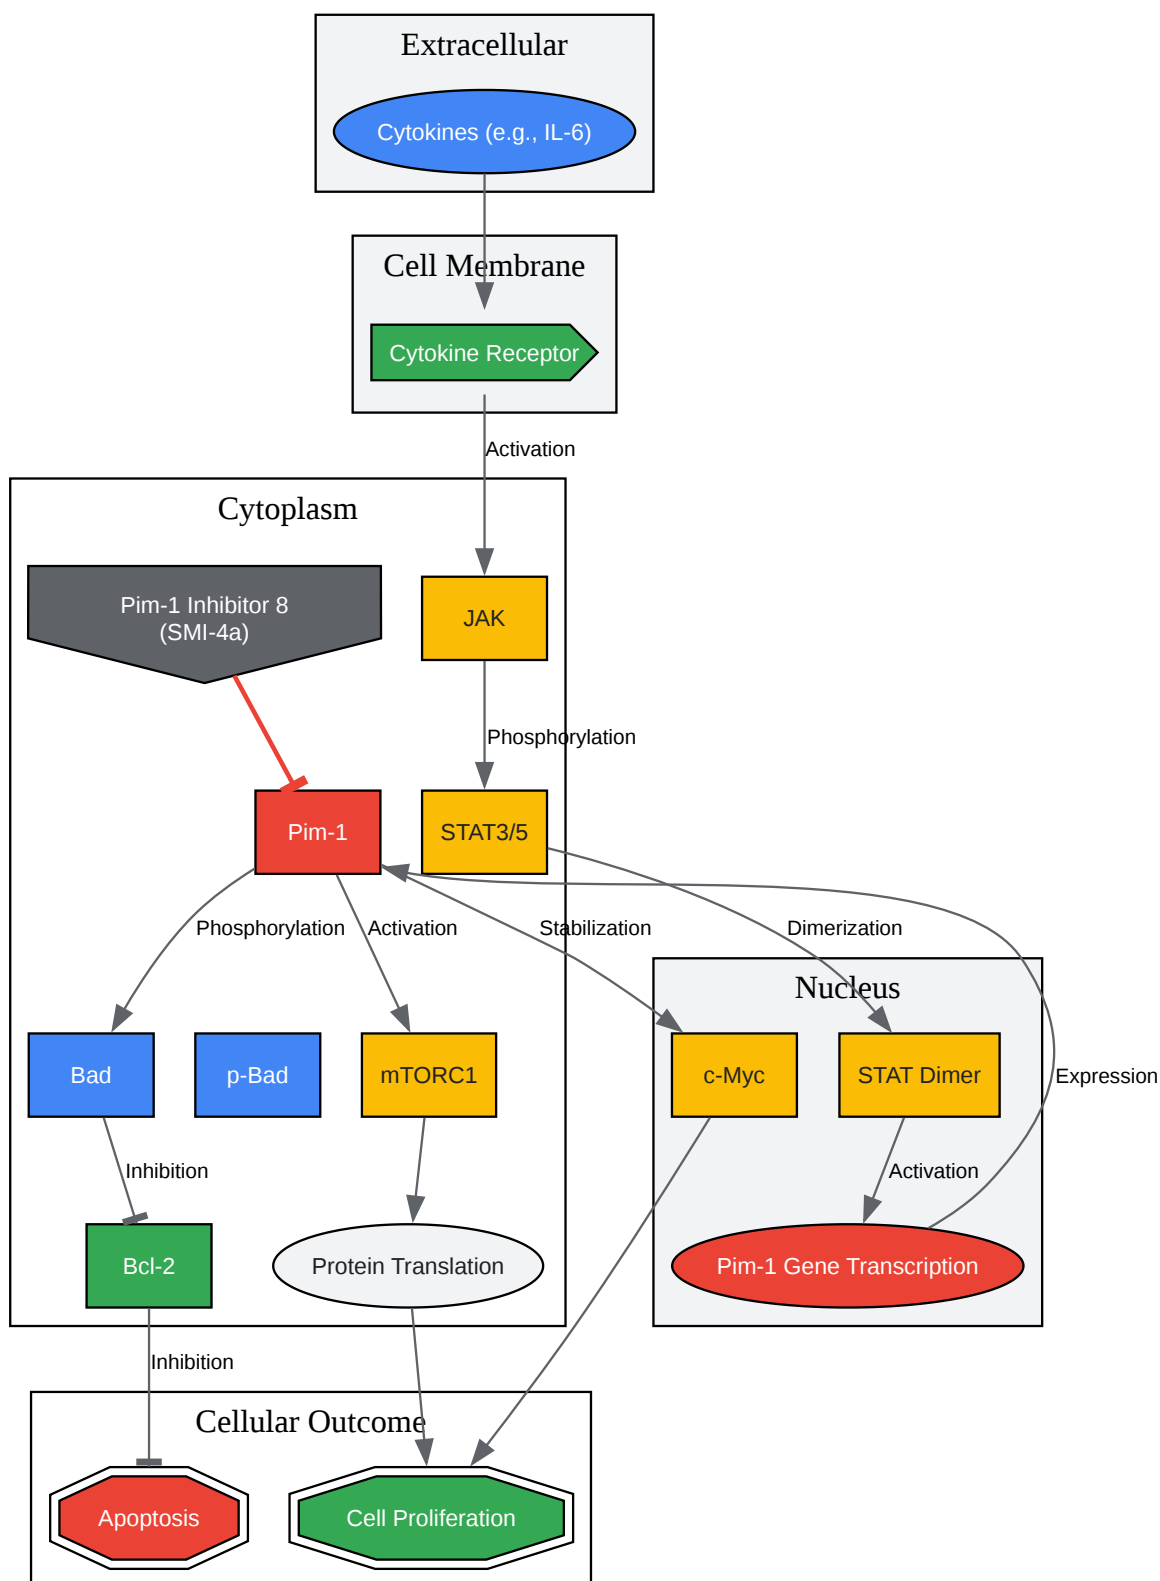 Extracellular
Cytokines (e.g., IL-6)
Cell Membrane
Cytokine Receptor
Activation
Cytoplasm
Pim-1 Inhibitor 8
(SMI-4a)
JAK
Phosphorylation
Pim-1
STAT3/5
Phosphorylation
Activation
Stabilization
Dimerization
Nucleus
Bad
p-Bad
mTORC1
c-Myc
STAT Dimer
Expression
Inhibition
Activation
Bcl-2
Protein Translation
Pim-1 Gene Transcription
Inhibition
Cellular Outcome
Apoptosis
Cell Proliferation